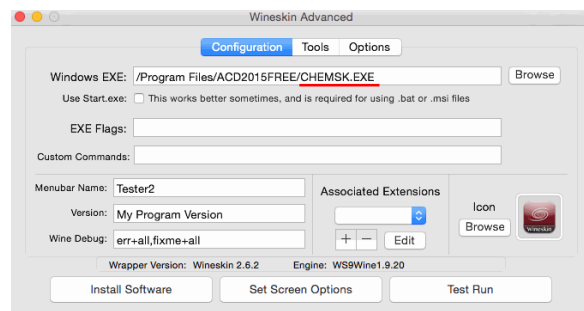 Wineskin Advanced
Configuration Tools Options
Windows EXE: /Program Files/ACD2015FREE/CHEMSK.EXE Browse
Use Start.exe: This works better sometimes, and is required for using .bat or .msi files
EXE Flags:
Custom Commands:
Menubar Name: Tester2 Associated Extensions
Version: My Program Version Icon
Browse
Wineskin
Wine Debug: err+all,fixme+all + − Edit
Wrapper Version: Wineskin 2.6.2 Engine: WS9Wine1.9.20
Install Software Set Screen Options Test Run